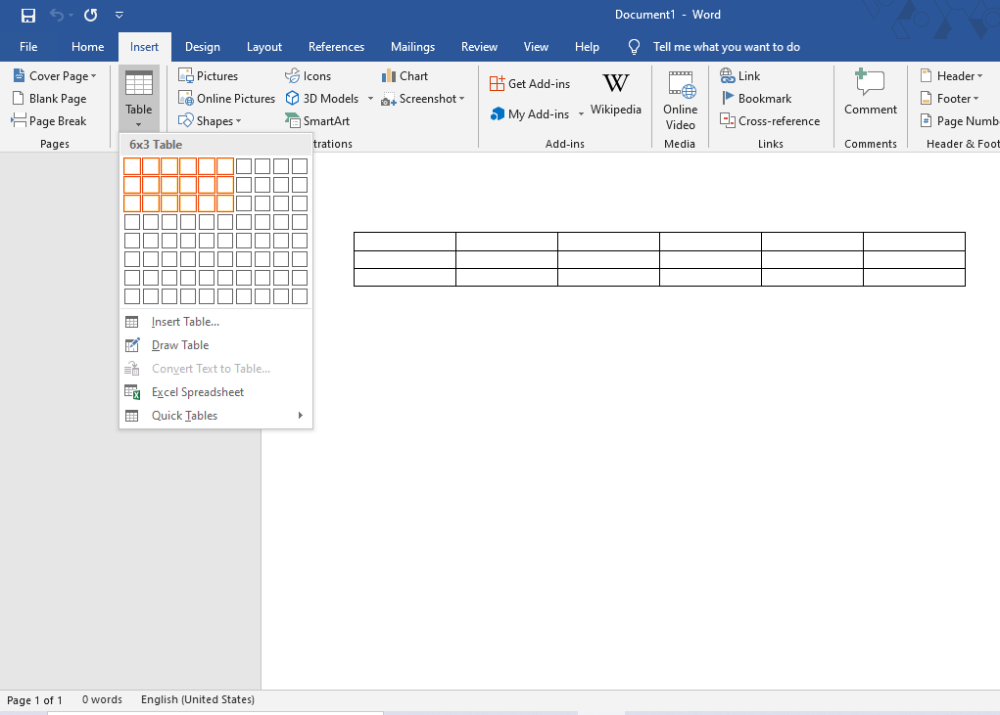 Document1 - Word
File Home Insert Design Layout References Mailings Review View Help Tell me what you want to do
Cover Page
Blank Page
Page Break
Pages
Table
Pictures
Online Pictures
Shapes
Icons
3D Models
SmartArt
Chart
Screenshot
trations
Get Add-ins
My Add-ins
W
Wikipedia
Add-ins
Online
Video
Media
Link
Bookmark
Cross-reference
Links
Comment
Comments
Header
Footer
Page Numb
Header & Foot
6x3 Table
Insert Table...
Draw Table
Convert Text to Table...
Excel Spreadsheet
Quick Tables
Page 1 of 1 0 words English (United States)